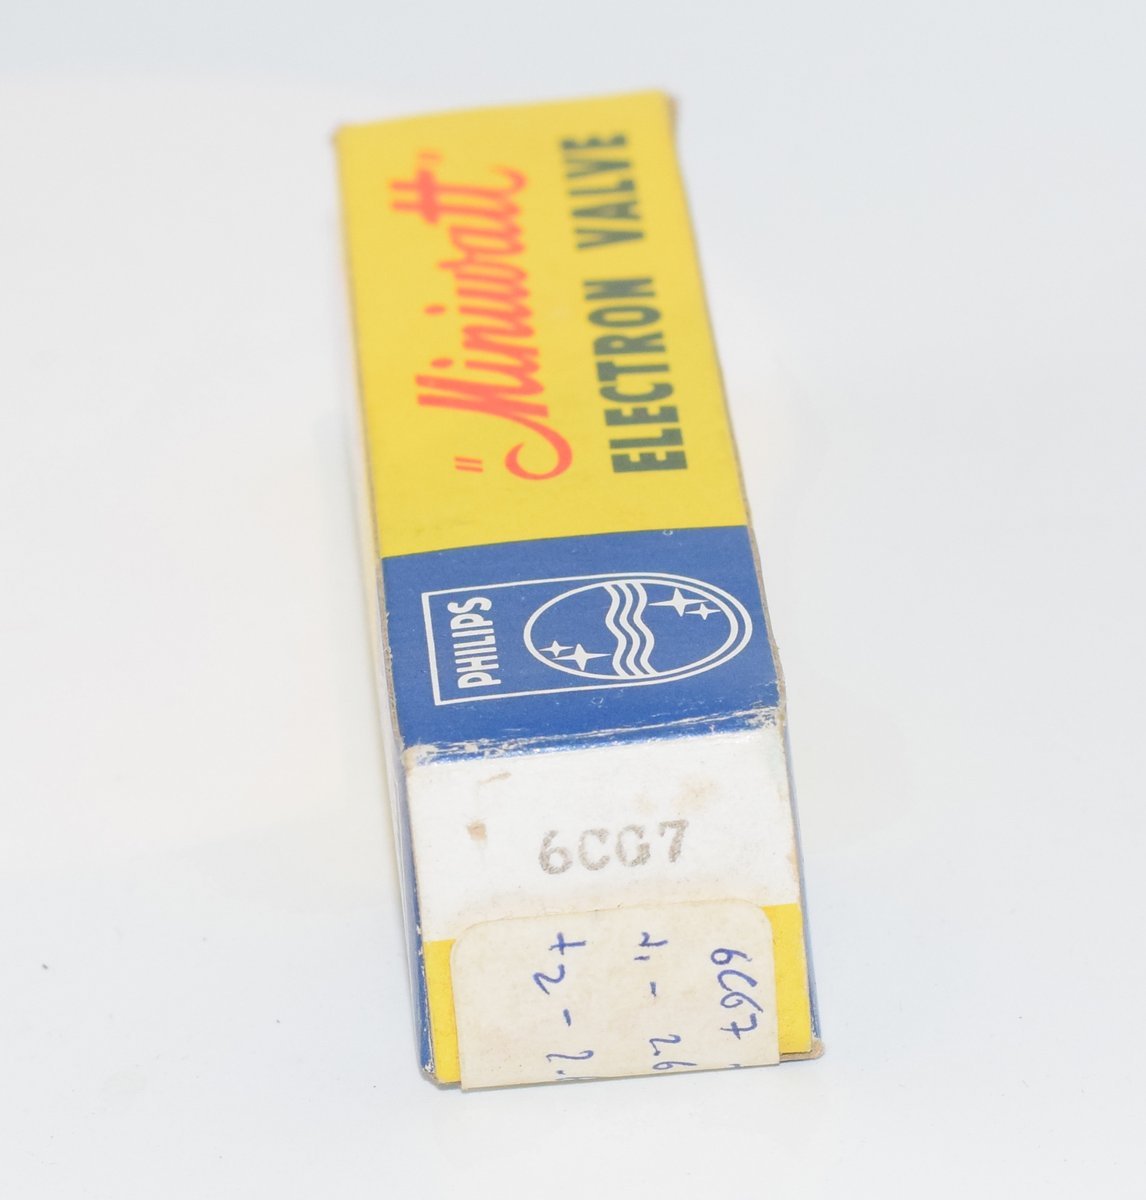 "Miniwatt"
ELECTRON VALVE
PHILIPS
6CG7